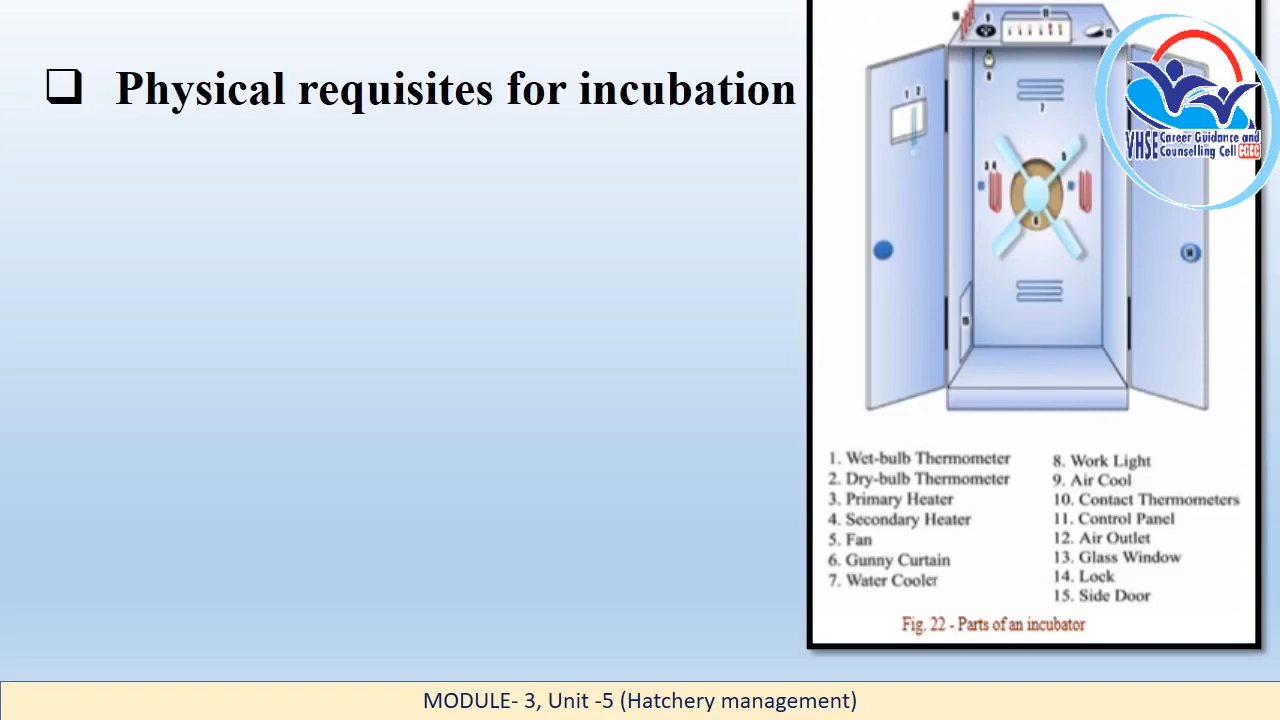 ❑ Physical requisites for incubation
VHSE Career Guidance and
Counselling Cell CGCC
1. Wet-bulb Thermometer
2. Dry-bulb Thermometer
3. Primary Heater
4. Secondary Heater
5. Fan
6. Gunny Curtain
7. Water Cooler
8. Work Light
9. Air Cool
10. Contact Thermometers
11. Control Panel
12. Air Outlet
13. Glass Window
14. Lock
15. Side Door
Fig. 22 - Parts of an incubator
MODULE- 3, Unit -5 (Hatchery management)